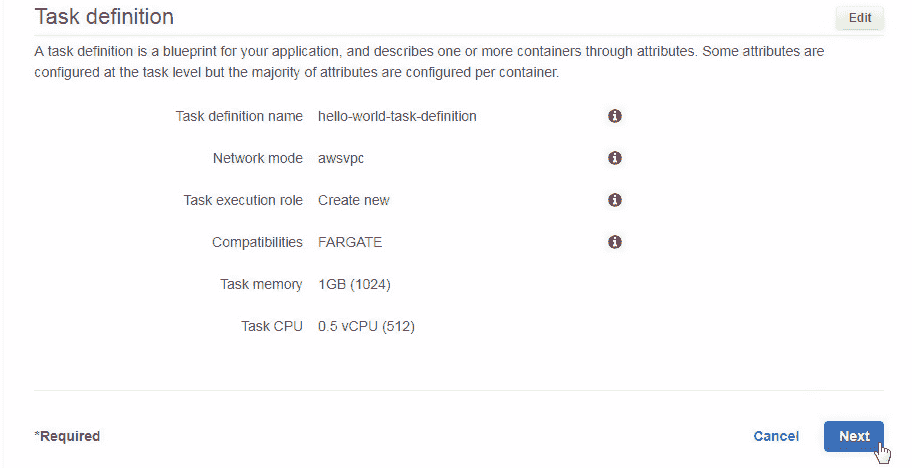 Task definition
Edit
A task definition is a blueprint for your application, and describes one or more containers through attributes. Some attributes are
configured at the task level but the majority of attributes are configured per container.
Task definition name hello-world-task-definition
Network mode awsvpc
Task execution role Create new
Compatibilities FARGATE
Task memory 1GB (1024)
Task CPU 0.5 vCPU (512)
*Required
Cancel
Next